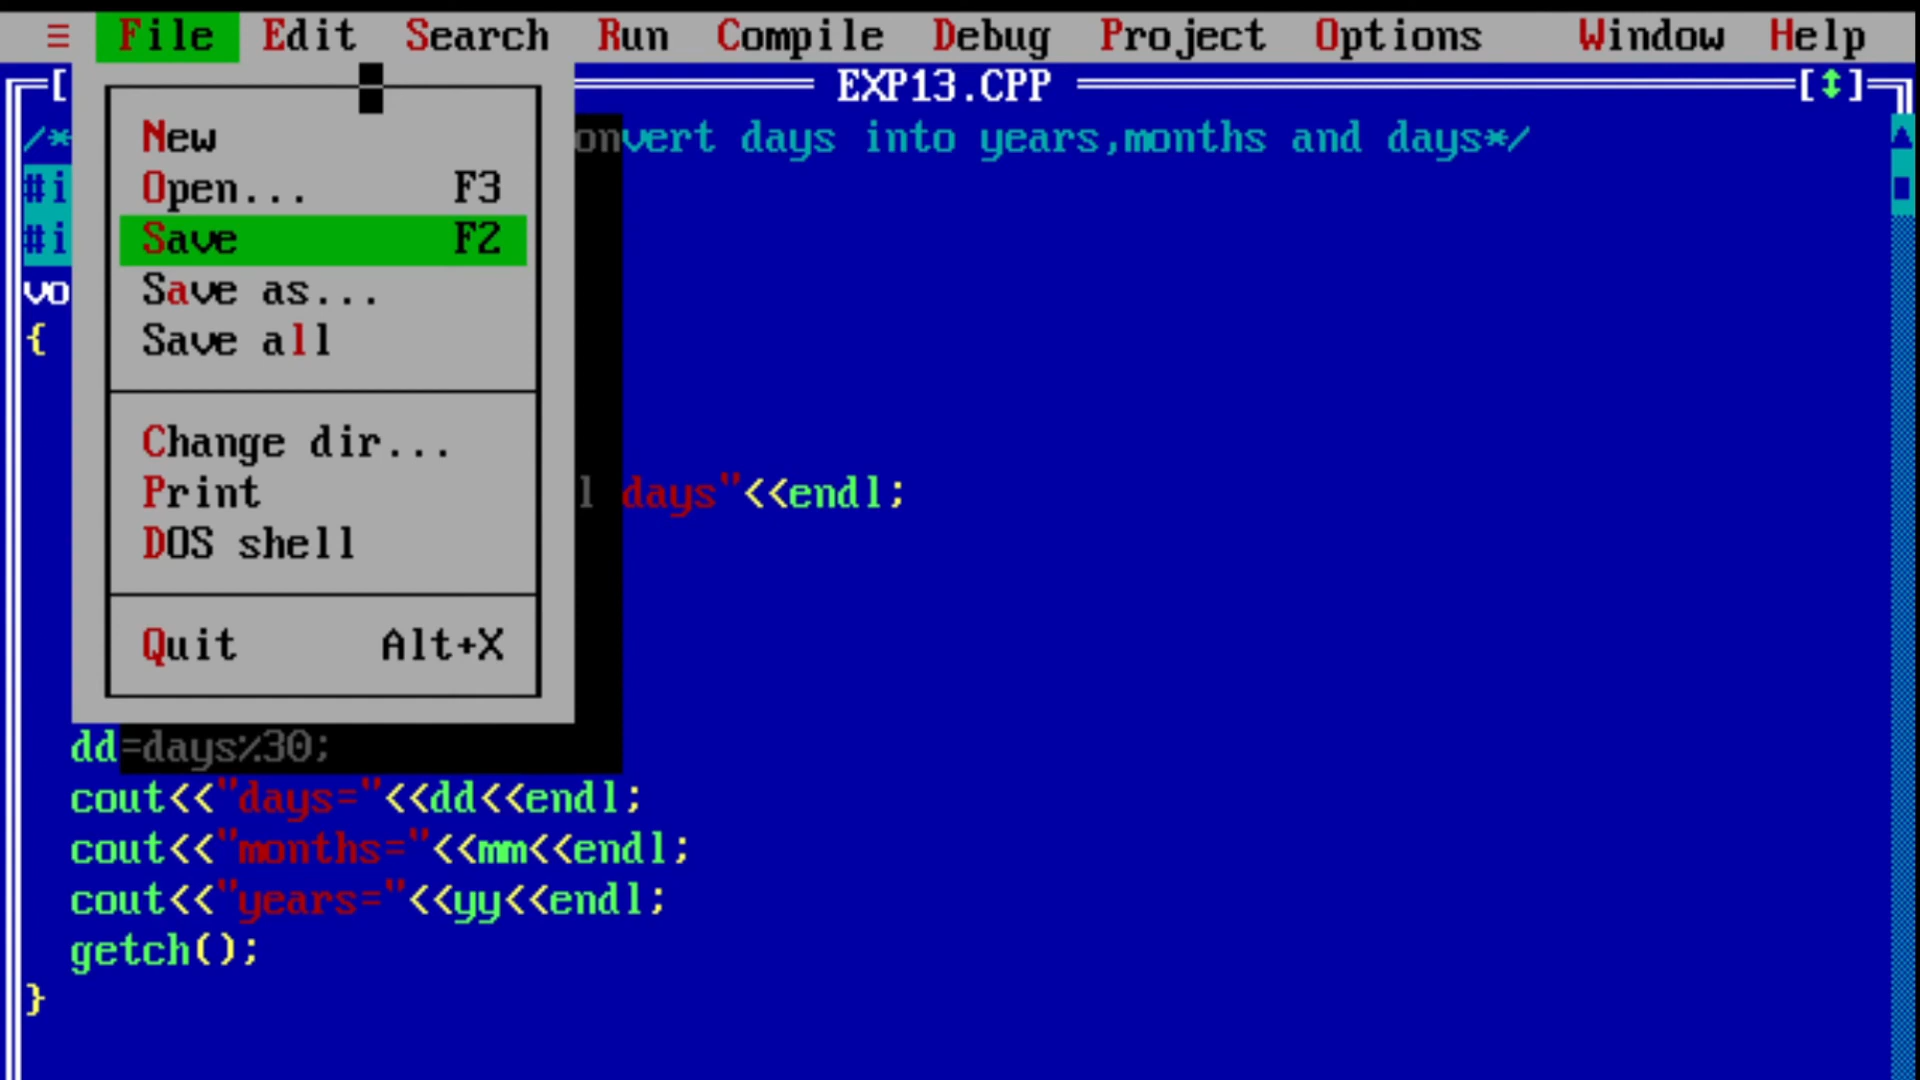 ≡ File Edit Search Run Compile Debug Project Options Window Help
[ EXP13.CPP [↕]
/* onvert days into years,months and days*/
New
Open... F3
#i
Save F2
#i
Save as...
vo
Save all
{
Change dir...
Print
l days"<<endl;
DOS shell
Quit Alt+X
dd=days%30;
cout<<"days="<<dd<<endl;
cout<<"months="<<mm<<endl;
cout<<"years="<<yy<<endl;
getch();
}